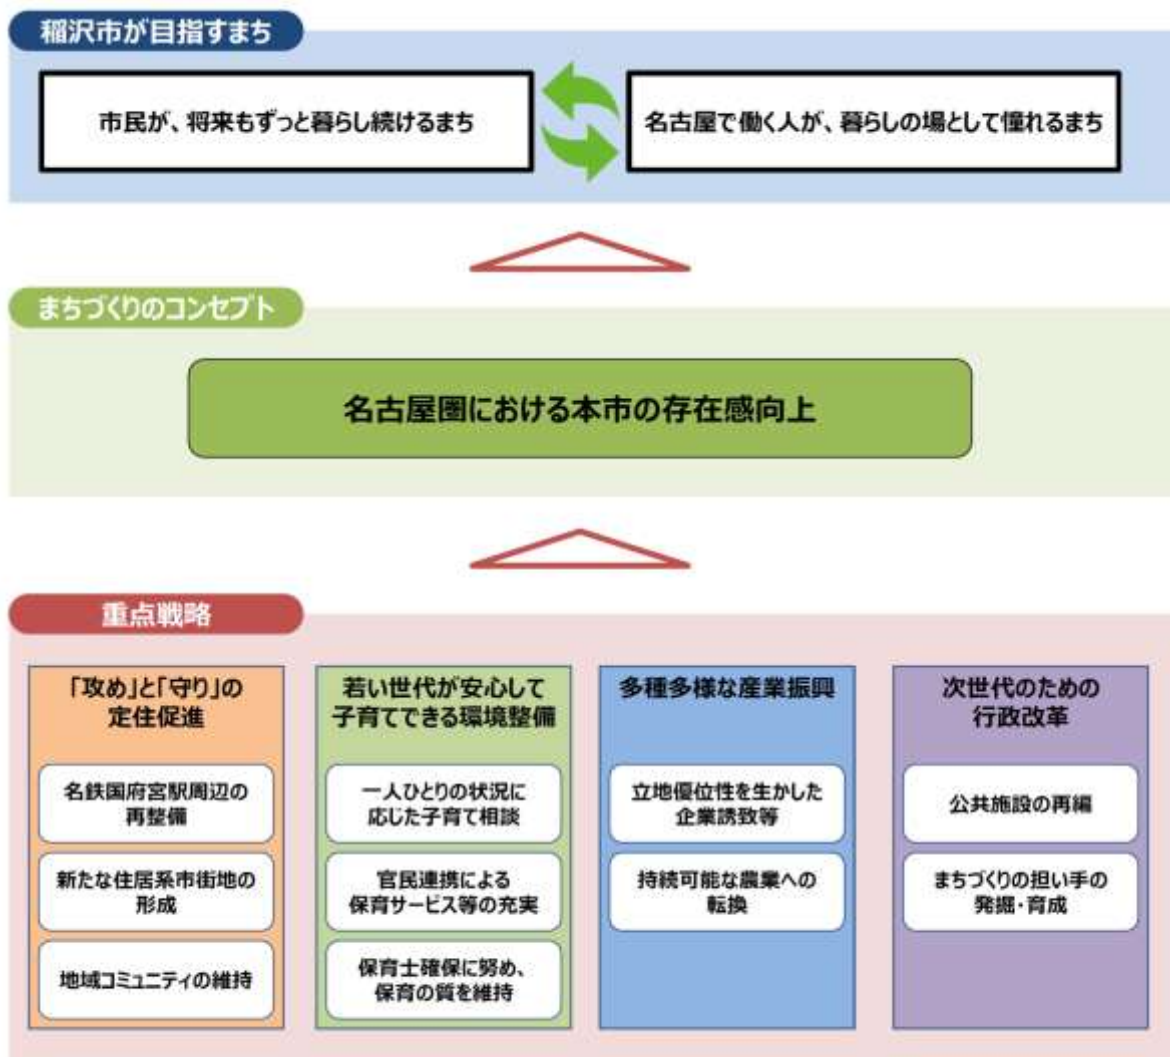 稲沢市が目指すまち
市民が、将来もずっと暮らし続けるまち
名古屋で働く人が、暮らしの場として憧れるまち
まちづくりのコンセプト
名古屋圏における本市の存在感向上
重点戦略
「攻め」と「守り」の
定住促進
名鉄国府宮駅周辺の
再整備
新たな住居系市街地の
形成
地域コミュニティの維持
若い世代が安心して
子育てできる環境整備
一人ひとりの状況に
応じた子育て相談
官民連携による
保育サービス等の充実
保育士確保に努め、
保育の質を維持
多種多様な産業振興
立地優位性を生かした
企業誘致等
持続可能な農業への
転換
次世代のための
行政改革
公共施設の再編
まちづくりの担い手の
発掘・育成